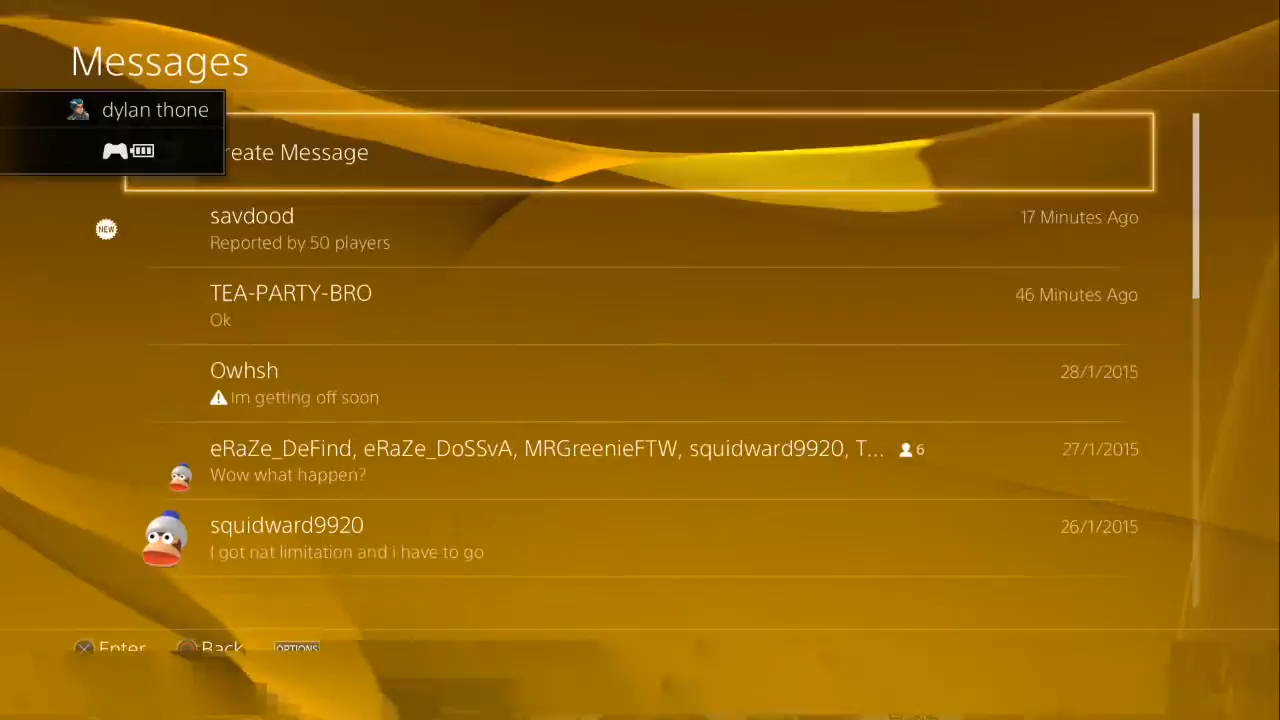 Messages
dylan thone
reate Message
savdood
17 Minutes Ago
NEW
Reported by 50 players
TEA-PARTY-BRO
46 Minutes Ago
Ok
Owhsh
28/1/2015
Im getting off soon
eRaZe_DeFind, eRaZe_DoSSvA, MRGreenieFTW, squidward9920, T... 6
27/1/2015
Wow what happen?
squidward9920
26/1/2015
I got nat limitation and i have to go
Enter Back OPTIONS